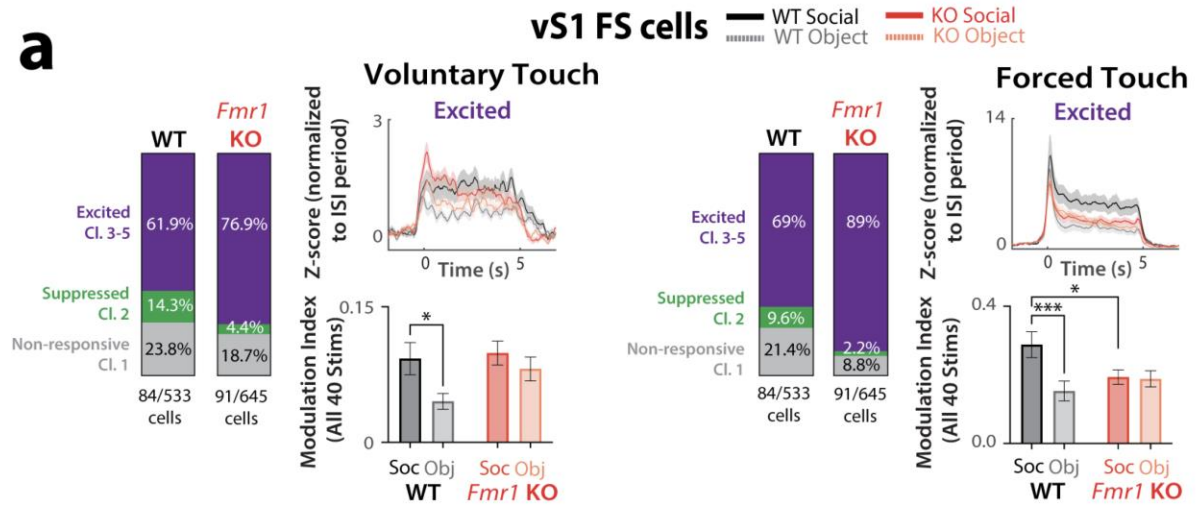 a
vS1 FS cells
WT Social
WT Object
KO Social
KO Object
Voluntary Touch
WT
Fmr1
KO
Excited
Cl. 3-5
61.9%
76.9%
Suppressed
Cl. 2
14.3%
4.4%
Non-responsive
Cl. 1
23.8%
18.7%
84/533
cells
91/645
cells
Z-score (normalized
to ISI period)
Excited
3
0
0
5
Time (s)
Modulation Index
(All 40 Stims)
0.15
0
*
Soc Obj
WT
Soc Obj
Fmr1 KO
Forced Touch
WT
Fmr1
KO
Excited
Cl. 3-5
69%
89%
Suppressed
Cl. 2
9.6%
2.2%
Non-responsive
Cl. 1
21.4%
8.8%
84/533
cells
91/645
cells
Z-score (normalized
to ISI period)
Excited
14
0
0
5
Time (s)
Modulation Index
(All 40 Stims)
0.4
0.0
*
***
Soc Obj
WT
Soc Obj
Fmr1 KO